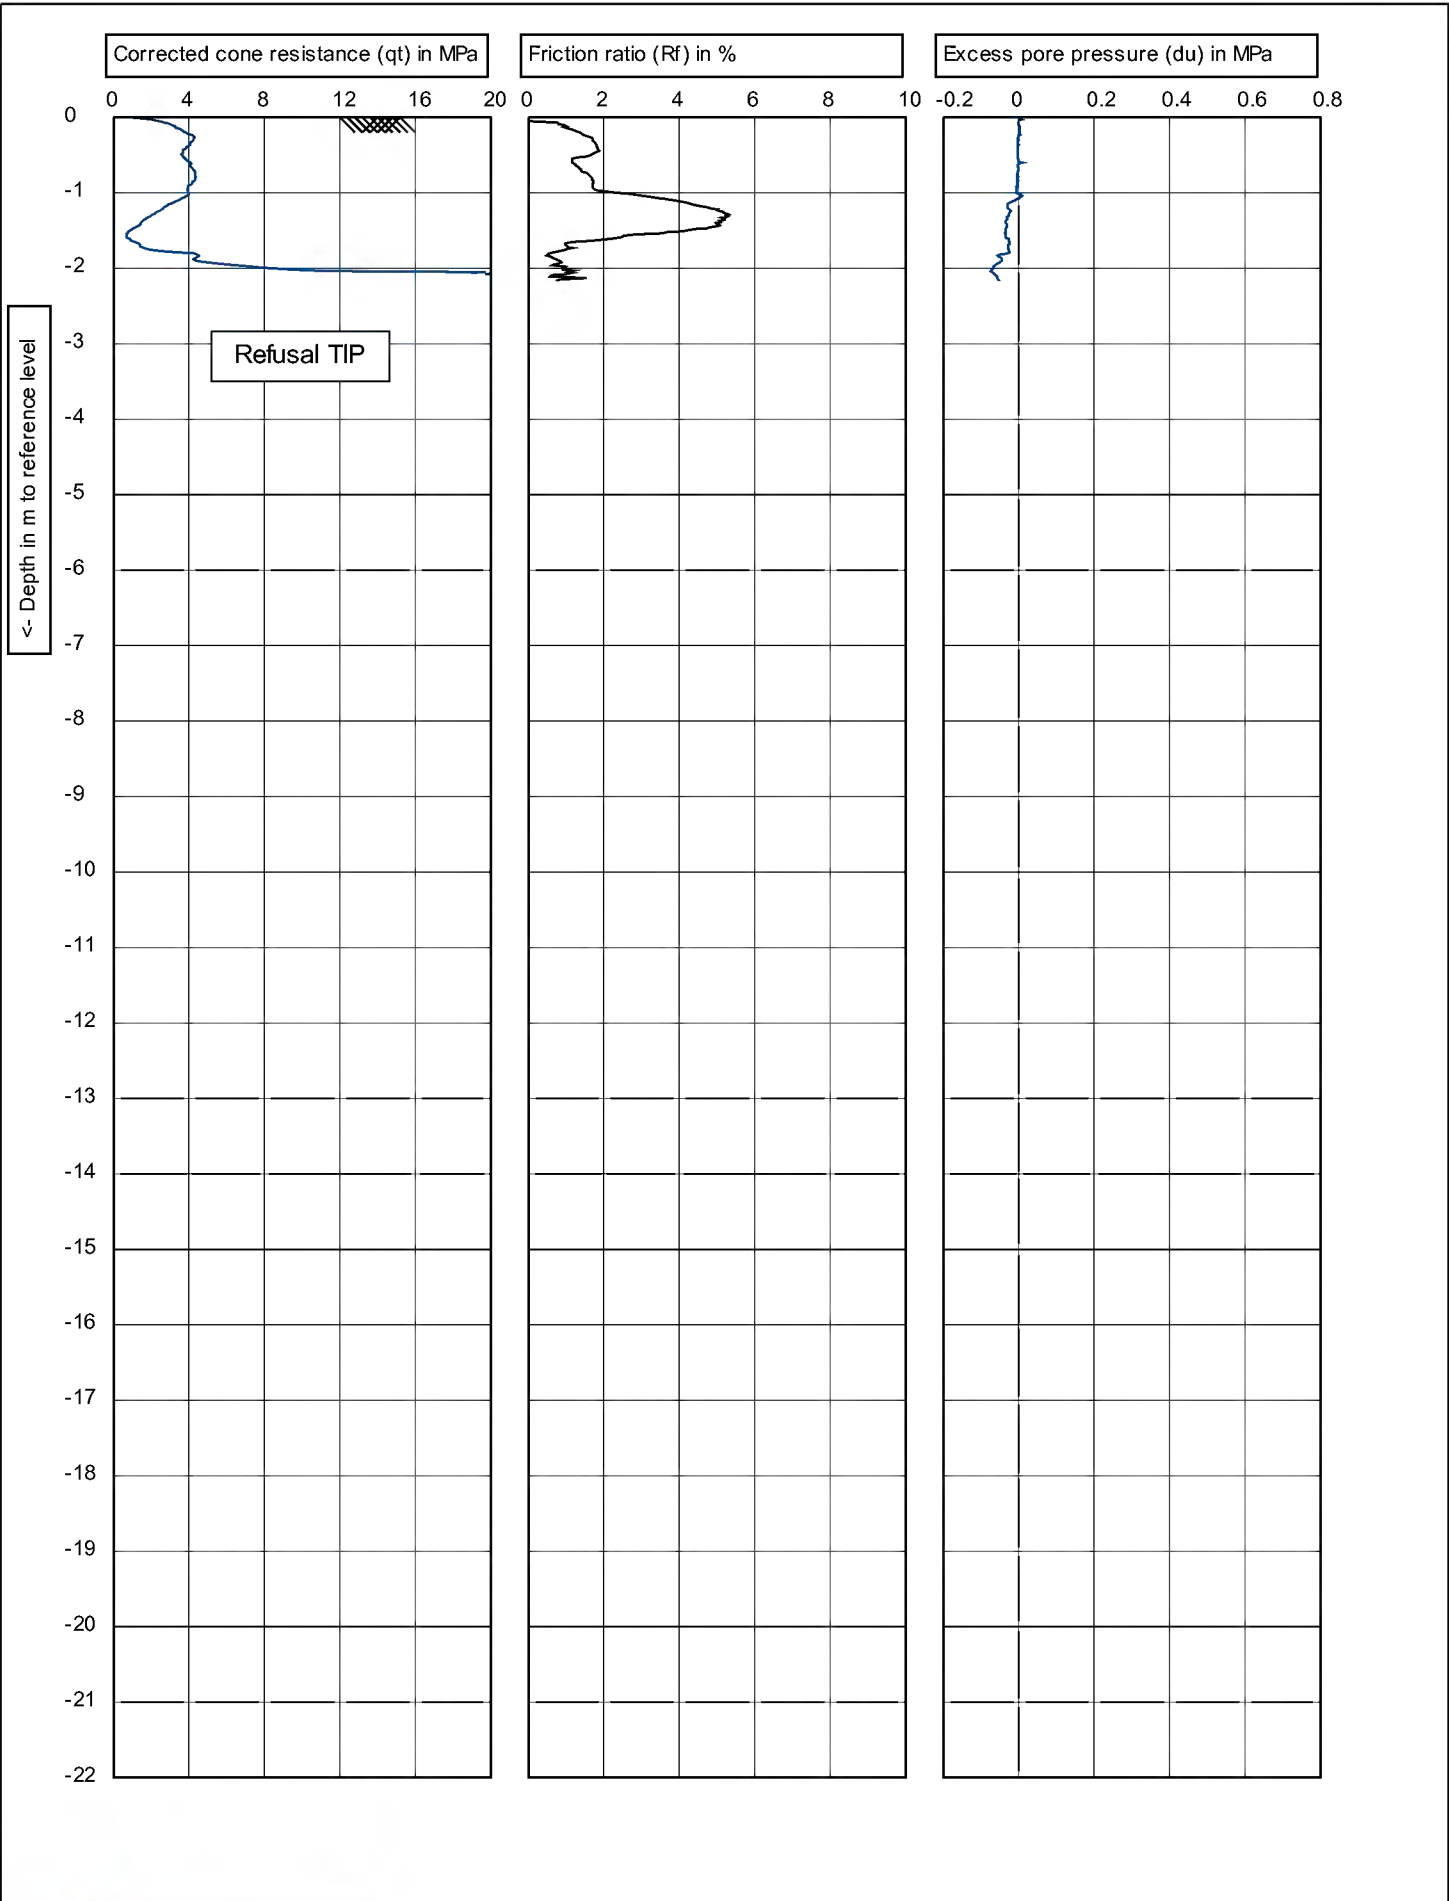 Corrected cone resistance (qt) in MPa
Friction ratio (Rf) in %
Excess pore pressure (du) in MPa
0 4 8 12 16 20
0 2 4 6 8 10
-0.2 0 0.2 0.4 0.6 0.8
0
-1
-2
-3
-4
-5
-6
-7
-8
-9
-10
-11
-12
-13
-14
-15
-16
-17
-18
-19
-20
-21
-22
Refusal TIP
<- Depth in m to reference level